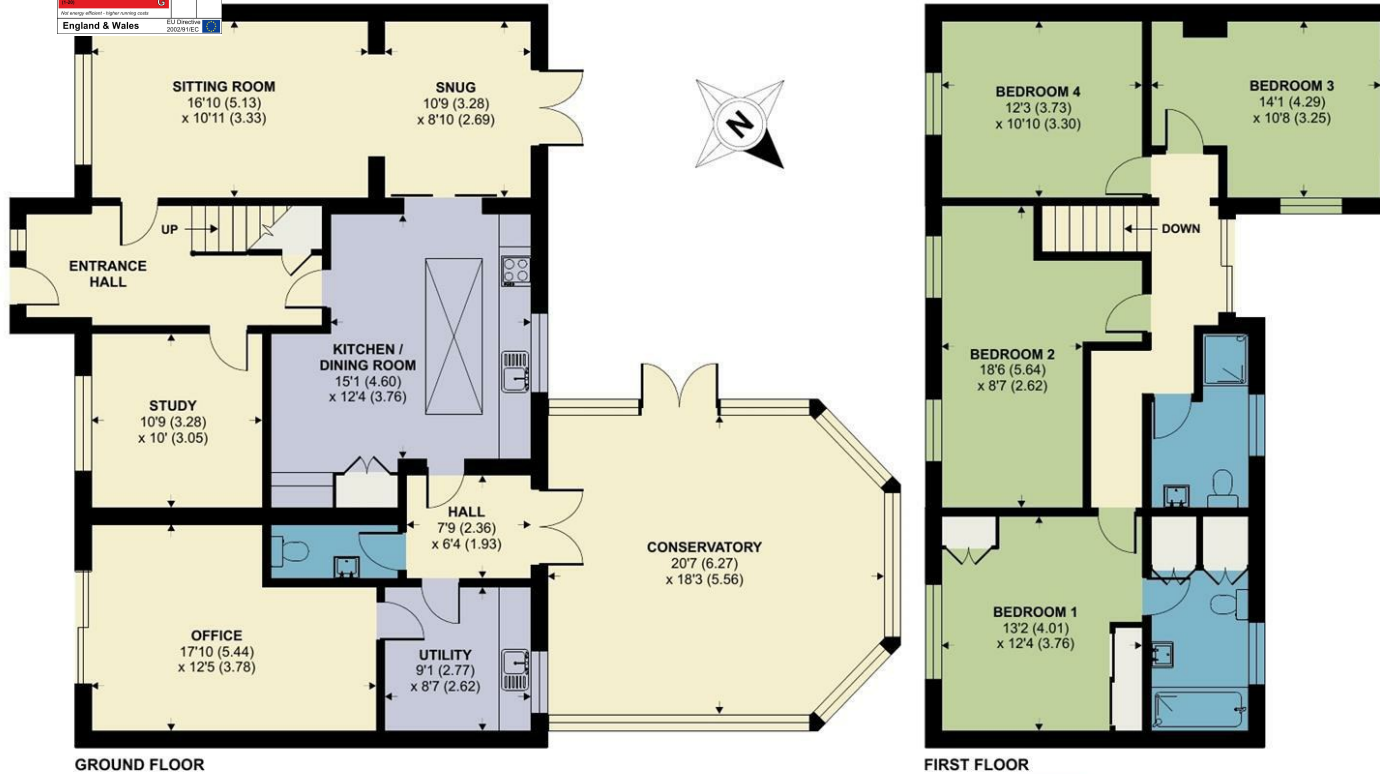 G
Not energy efficient - higher running costs
England & Wales
EU Directive
2002/91/EC
SITTING ROOM
16'10 (5.13)
x 10'11 (3.33)
SNUG
10'9 (3.28)
x 8'10 (2.69)
N
UP
ENTRANCE
HALL
KITCHEN /
DINING ROOM
15'1 (4.60)
x 12'4 (3.76)
STUDY
10'9 (3.28)
x 10' (3.05)
HALL
7'9 (2.36)
x 6'4 (1.93)
CONSERVATORY
20'7 (6.27)
x 18'3 (5.56)
OFFICE
17'10 (5.44)
x 12'5 (3.78)
UTILITY
9'1 (2.77)
x 8'7 (2.62)
GROUND FLOOR
BEDROOM 4
12'3 (3.73)
x 10'10 (3.30)
BEDROOM 3
14'1 (4.29)
x 10'8 (3.25)
DOWN
BEDROOM 2
18'6 (5.64)
x 8'7 (2.62)
BEDROOM 1
13'2 (4.01)
x 12'4 (3.76)
FIRST FLOOR